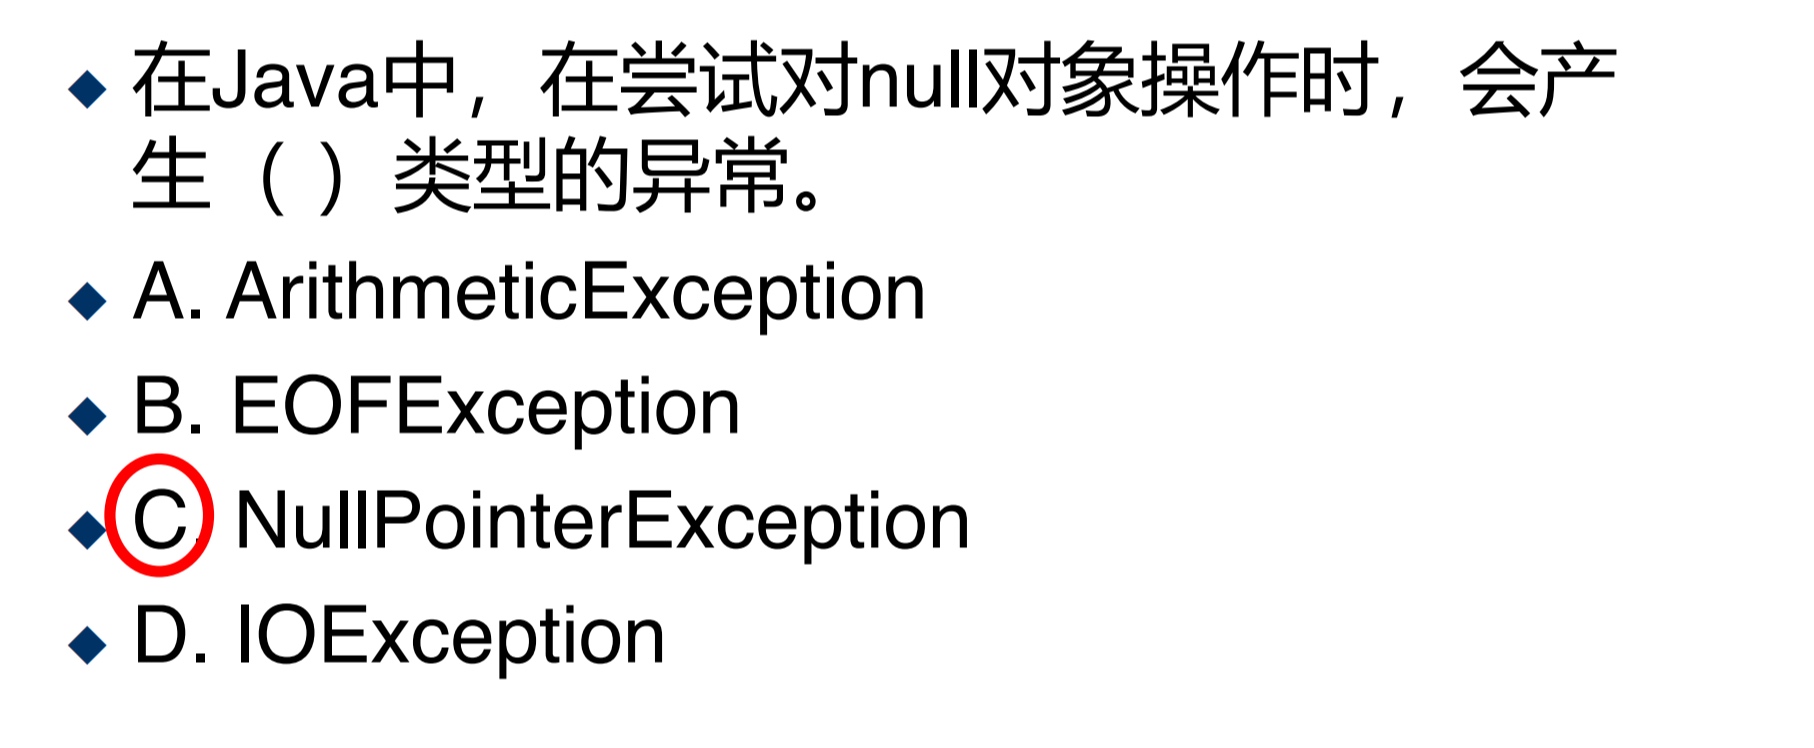 在Java中，在尝试对null对象操作时，会产
生（ ）类型的异常。
A. ArithmeticException
B. EOFException
C. NullPointerException
D. IOException